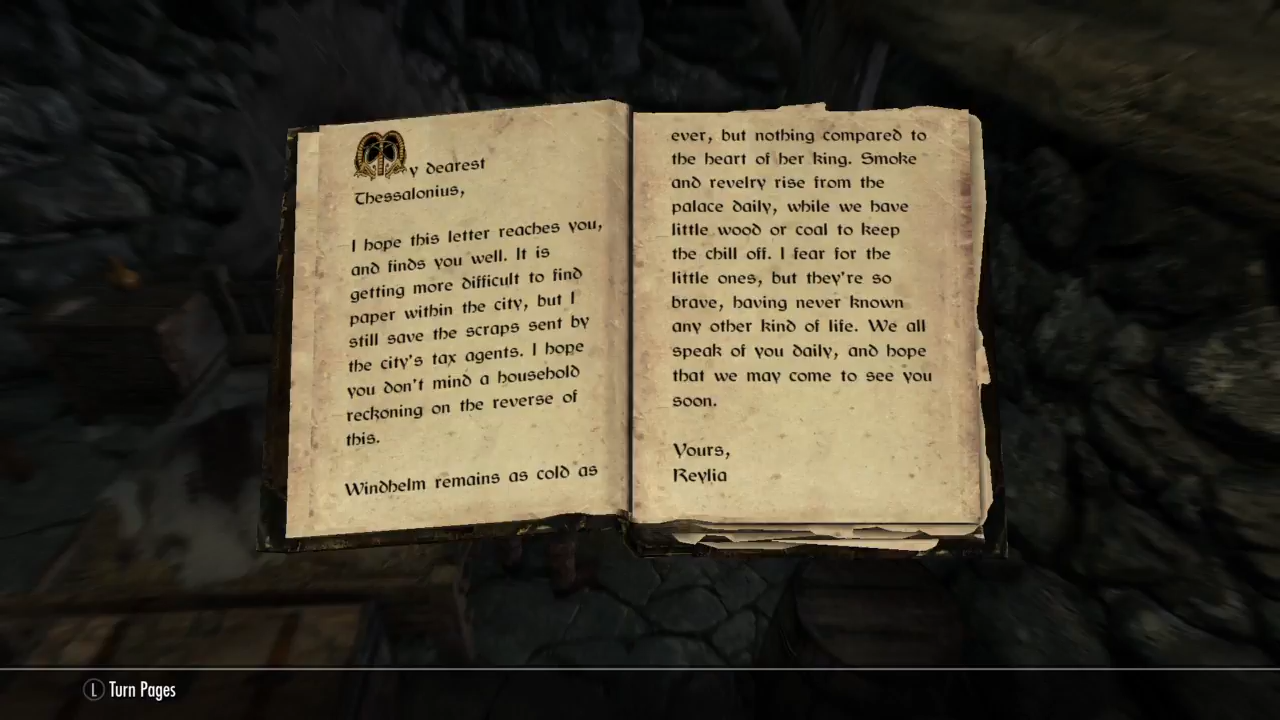 My dearest
Thessalonius,
I hope this letter reaches you,
and finds you well. It is
getting more difficult to find
paper within the city, but I
still save the scraps sent by
the city's tax agents. I hope
you don't mind a household
reckoning on the reverse of
this.
Windhelm remains as cold as
ever, but nothing compared to
the heart of her king. Smoke
and revelry rise from the
palace daily, while we have
little wood or coal to keep
the chill off. I fear for the
little ones, but they're so
brave, having never known
any other kind of life. We all
speak of you daily, and hope
that we may come to see you
soon.
Yours,
Reylia
L Turn Pages